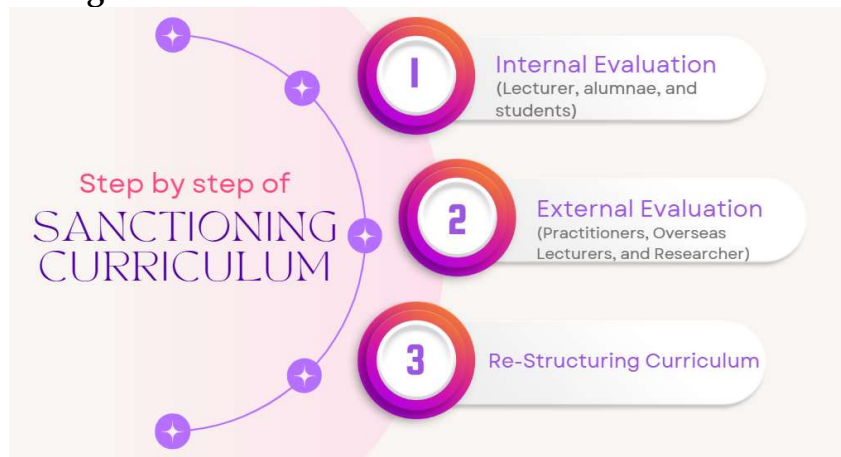 Step by step of
SANCTIONING
CURRICULUM
1
Internal Evaluation
(Lecturer, alumnae, and
students)
2
External Evaluation
(Practitioners, Overseas
Lecturers, and Researcher)
3
Re-Structuring Curriculum